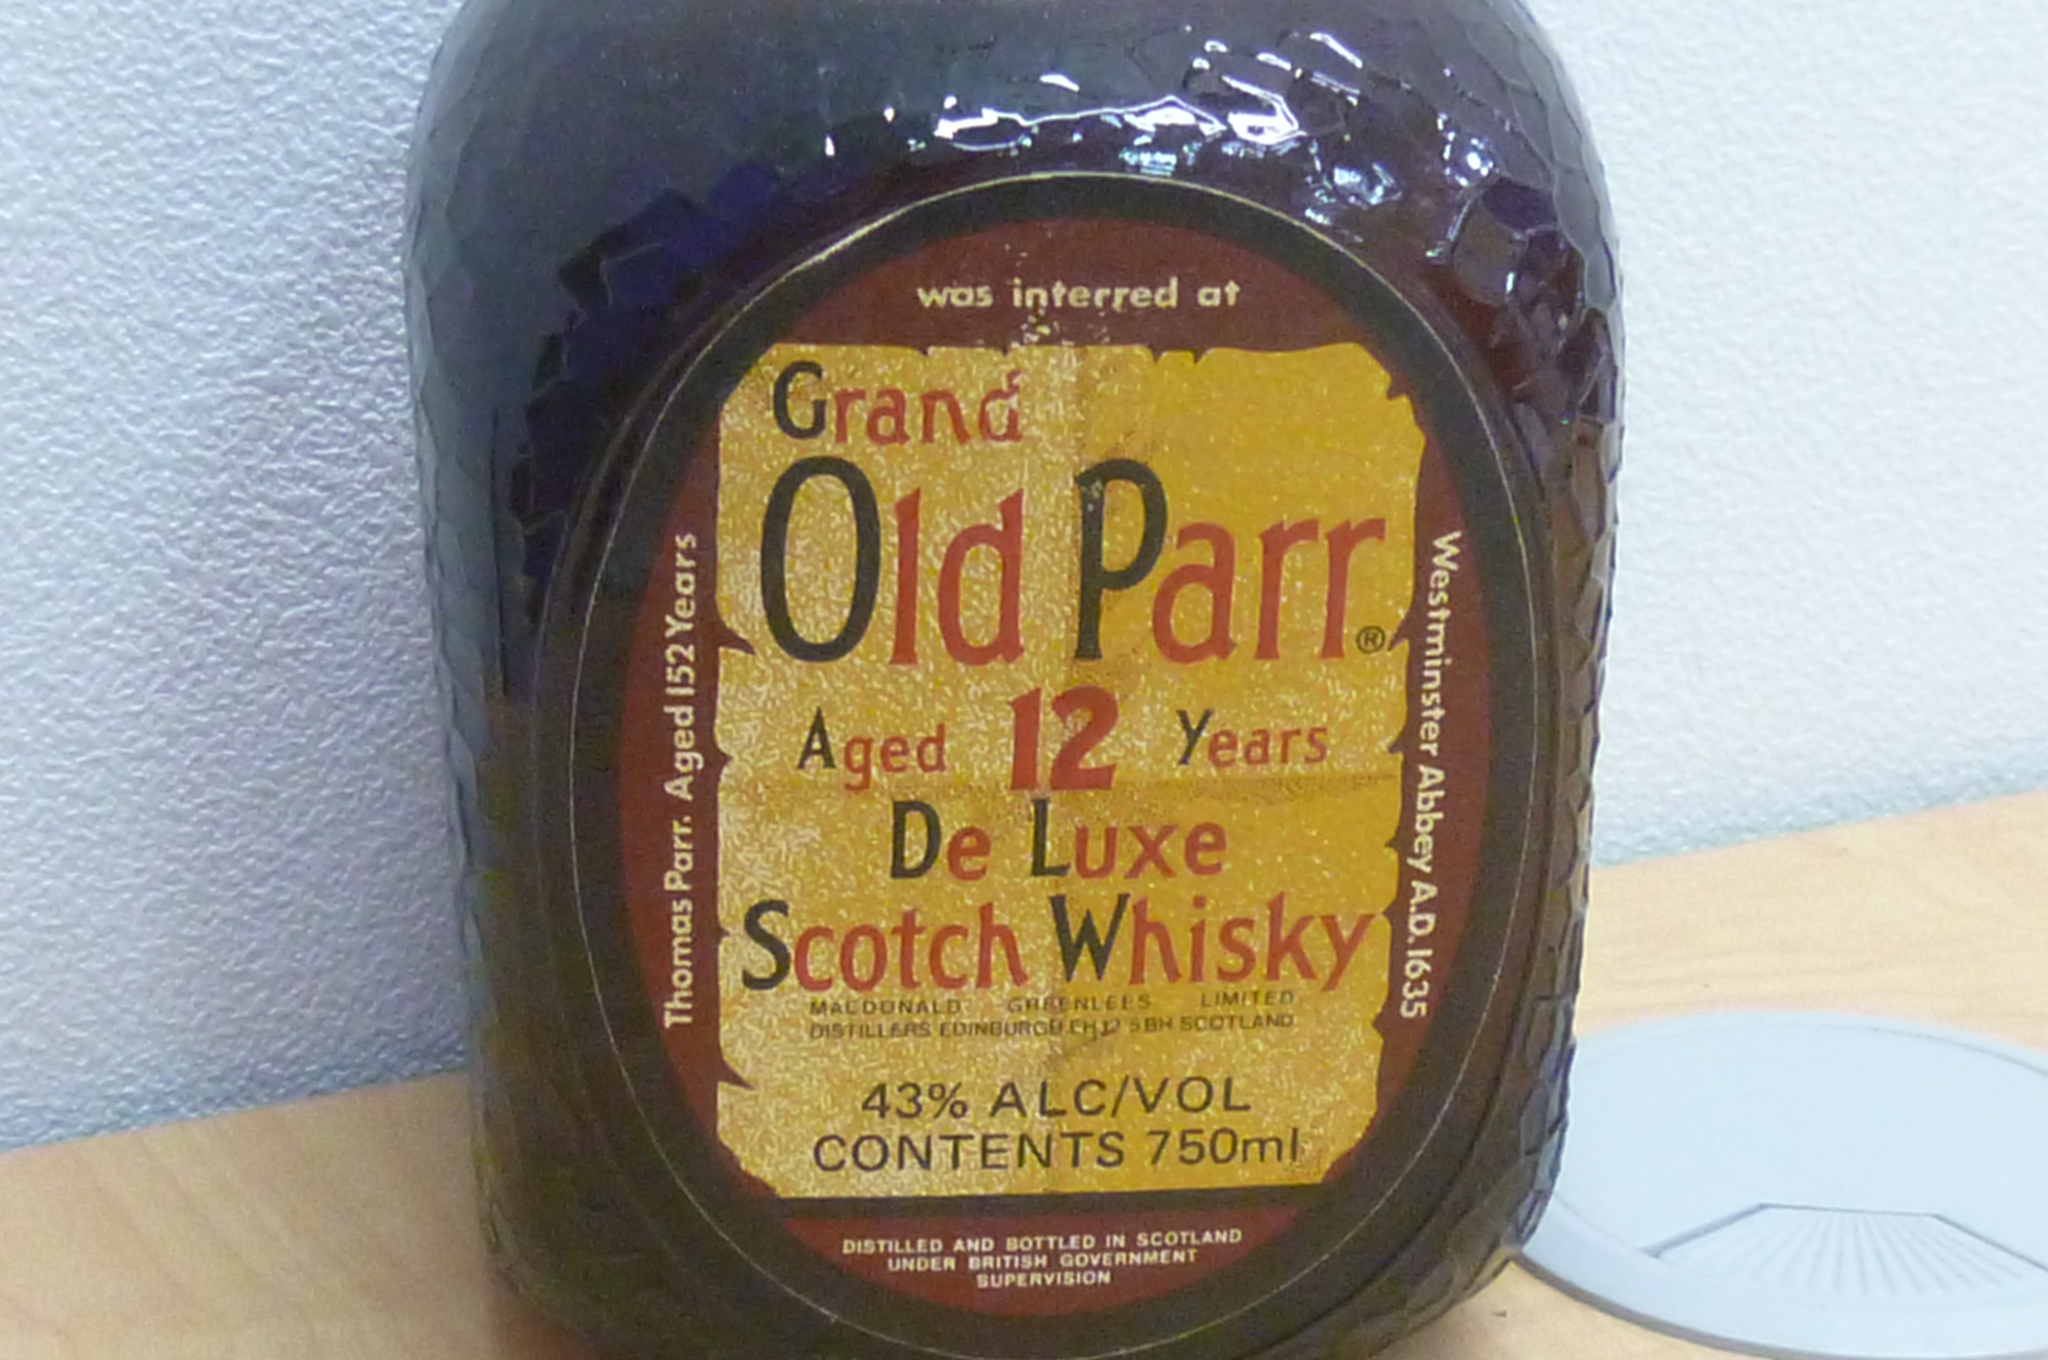 was interred at
Grand
Old Parr®
Aged 12 Years
De Luxe
Scotch Whisky
MACDONALD GREENLEES LIMITED
DISTILLERS EDINBURGH EH12 5BH SCOTLAND
43% ALC/VOL
CONTENTS 750ml
DISTILLED AND BOTTLED IN SCOTLAND
UNDER BRITISH GOVERNMENT
SUPERVISION
Thomas Parr. Aged 152 Years
Westminster Abbey A.D. 1635